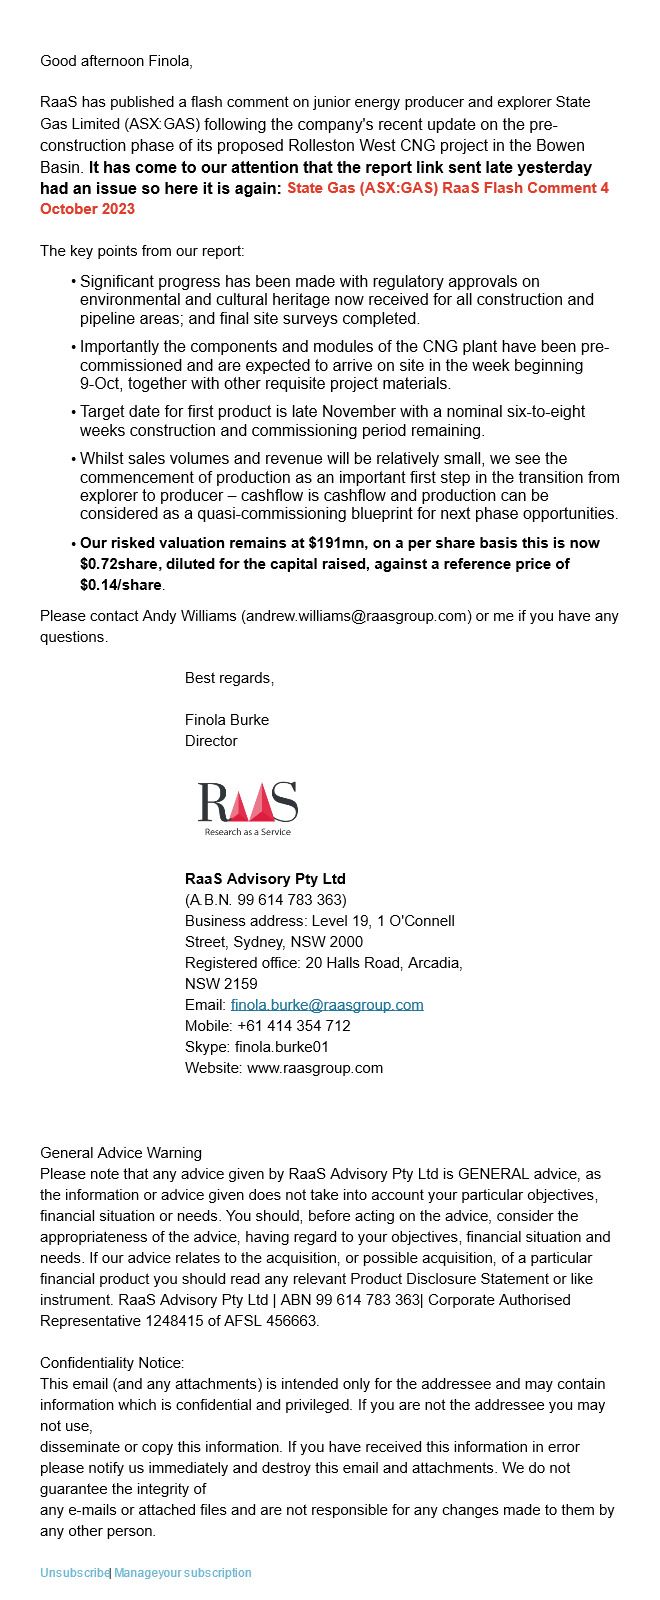 Good afternoon Finola,
RaaS has published a flash comment on junior energy producer and explorer State
Gas Limited (ASX:GAS) following the company's recent update on the pre-
construction phase of its proposed Rolleston West CNG project in the Bowen
Basin. It has come to our attention that the report link sent late yesterday
had an issue so here it is again: State Gas (ASX:GAS) RaaS Flash Comment 4
October 2023
The key points from our report:
• Significant progress has been made with regulatory approvals on
environmental and cultural heritage now received for all construction and
pipeline areas; and final site surveys completed.
• Importantly the components and modules of the CNG plant have been pre-
commissioned and are expected to arrive on site in the week beginning
9-Oct, together with other requisite project materials.
• Target date for first product is late November with a nominal six-to-eight
weeks construction and commissioning period remaining.
• Whilst sales volumes and revenue will be relatively small, we see the
commencement of production as an important first step in the transition from
explorer to producer – cashflow is cashflow and production can be
considered as a quasi-commissioning blueprint for next phase opportunities.
• Our risked valuation remains at $191mn, on a per share basis this is now
$0.72share, diluted for the capital raised, against a reference price of
$0.14/share.
Please contact Andy Williams (andrew.williams@raasgroup.com) or me if you have any
questions.
Best regards,
Finola Burke
Director
RAAS
Research as a Service
RaaS Advisory Pty Ltd
(A.B.N. 99 614 783 363)
Business address: Level 19, 1 O'Connell
Street, Sydney, NSW 2000
Registered office: 20 Halls Road, Arcadia,
NSW 2159
Email: finola.burke@raasgroup.com
Mobile: +61 414 354 712
Skype: finola.burke01
Website: www.raasgroup.com
General Advice Warning
Please note that any advice given by RaaS Advisory Pty Ltd is GENERAL advice, as
the information or advice given does not take into account your particular objectives,
financial situation or needs. You should, before acting on the advice, consider the
appropriateness of the advice, having regard to your objectives, financial situation and
needs. If our advice relates to the acquisition, or possible acquisition, of a particular
financial product you should read any relevant Product Disclosure Statement or like
instrument. RaaS Advisory Pty Ltd | ABN 99 614 783 363| Corporate Authorised
Representative 1248415 of AFSL 456663.
Confidentiality Notice:
This email (and any attachments) is intended only for the addressee and may contain
information which is confidential and privileged. If you are not the addressee you may
not use,
disseminate or copy this information. If you have received this information in error
please notify us immediately and destroy this email and attachments. We do not
guarantee the integrity of
any e-mails or attached files and are not responsible for any changes made to them by
any other person.
Unsubscribe| Manageyour subscription